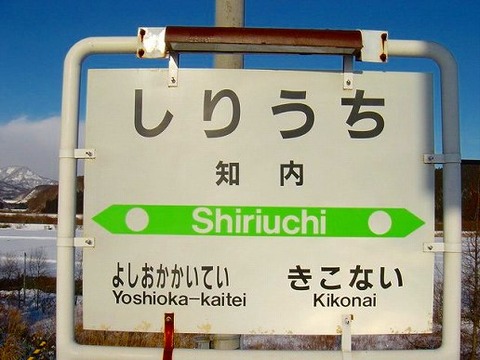 しりうち
知内
Shiriuchi
よしおかかいてい
Yoshioka-kaitei
きこない
Kikonai